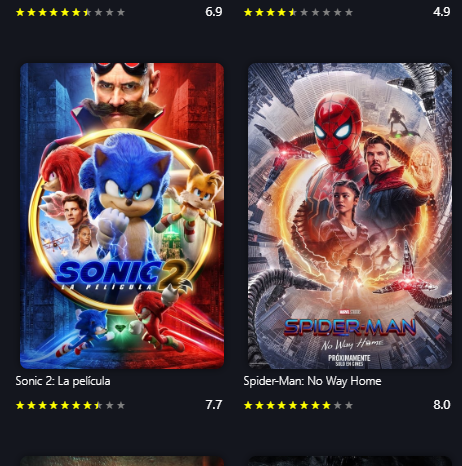 6.9
4.9
SONIC 2
LA PELÍCULA
MARVEL STUDIOS
SPIDER-MAN
No Way Home
PRÓXIMAMENTE
SOLO EN CINES
Sonic 2: La película
Spider-Man: No Way Home
7.7
8.0